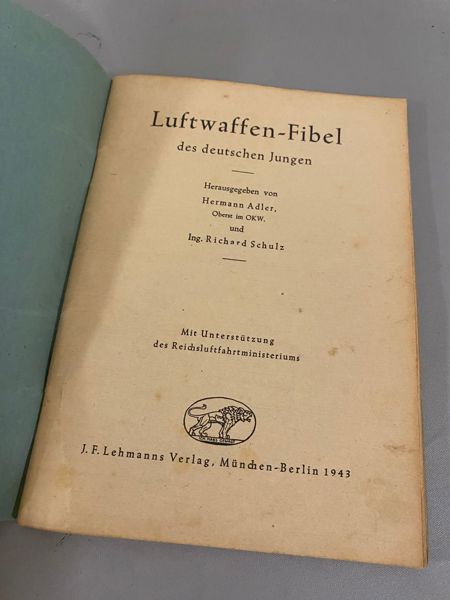 Luftwaffen-Fibel
des deutschen Jungen
Herausgegeben von
Hermann Adler,
Oberst im OKW.
und
Ing. Richard Schulz
Mit Unterstützung
des Reichsluftfahrtministeriums
J. F. Lehmanns Verlag, München-Berlin 1943